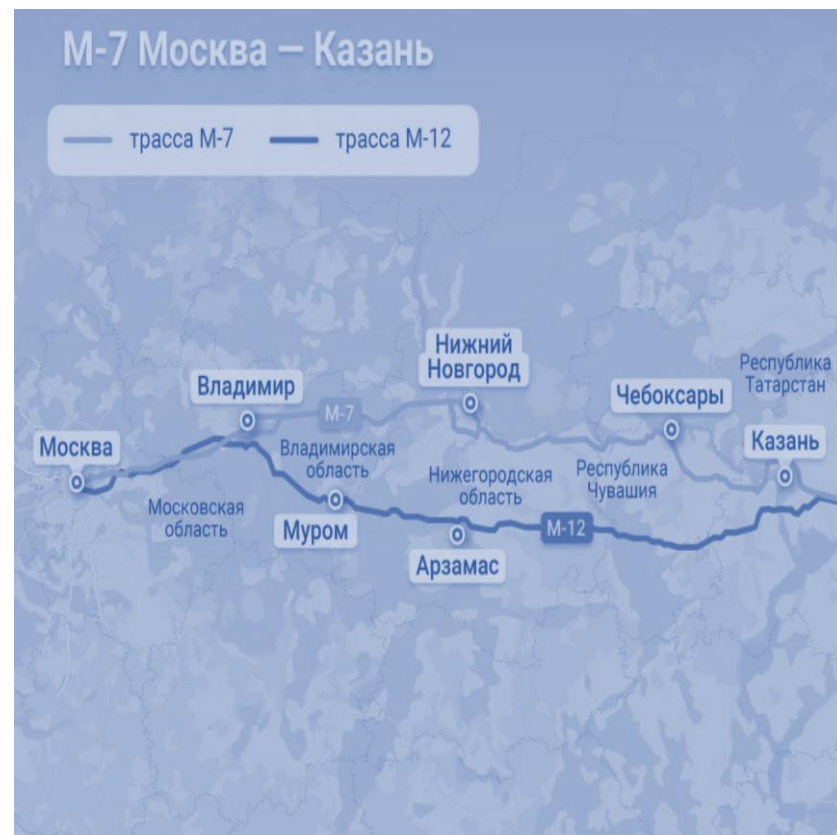 М-7 Москва — Казань
трасса М-7
трасса М-12
Нижний
Новгород
Республика
Татарстан
Владимир
Чебоксары
М-7
Москва
Владимирская
область
Казань
Нижегородская
область
Республика
Чувашия
Московская
область
Муром
М-12
Арзамас